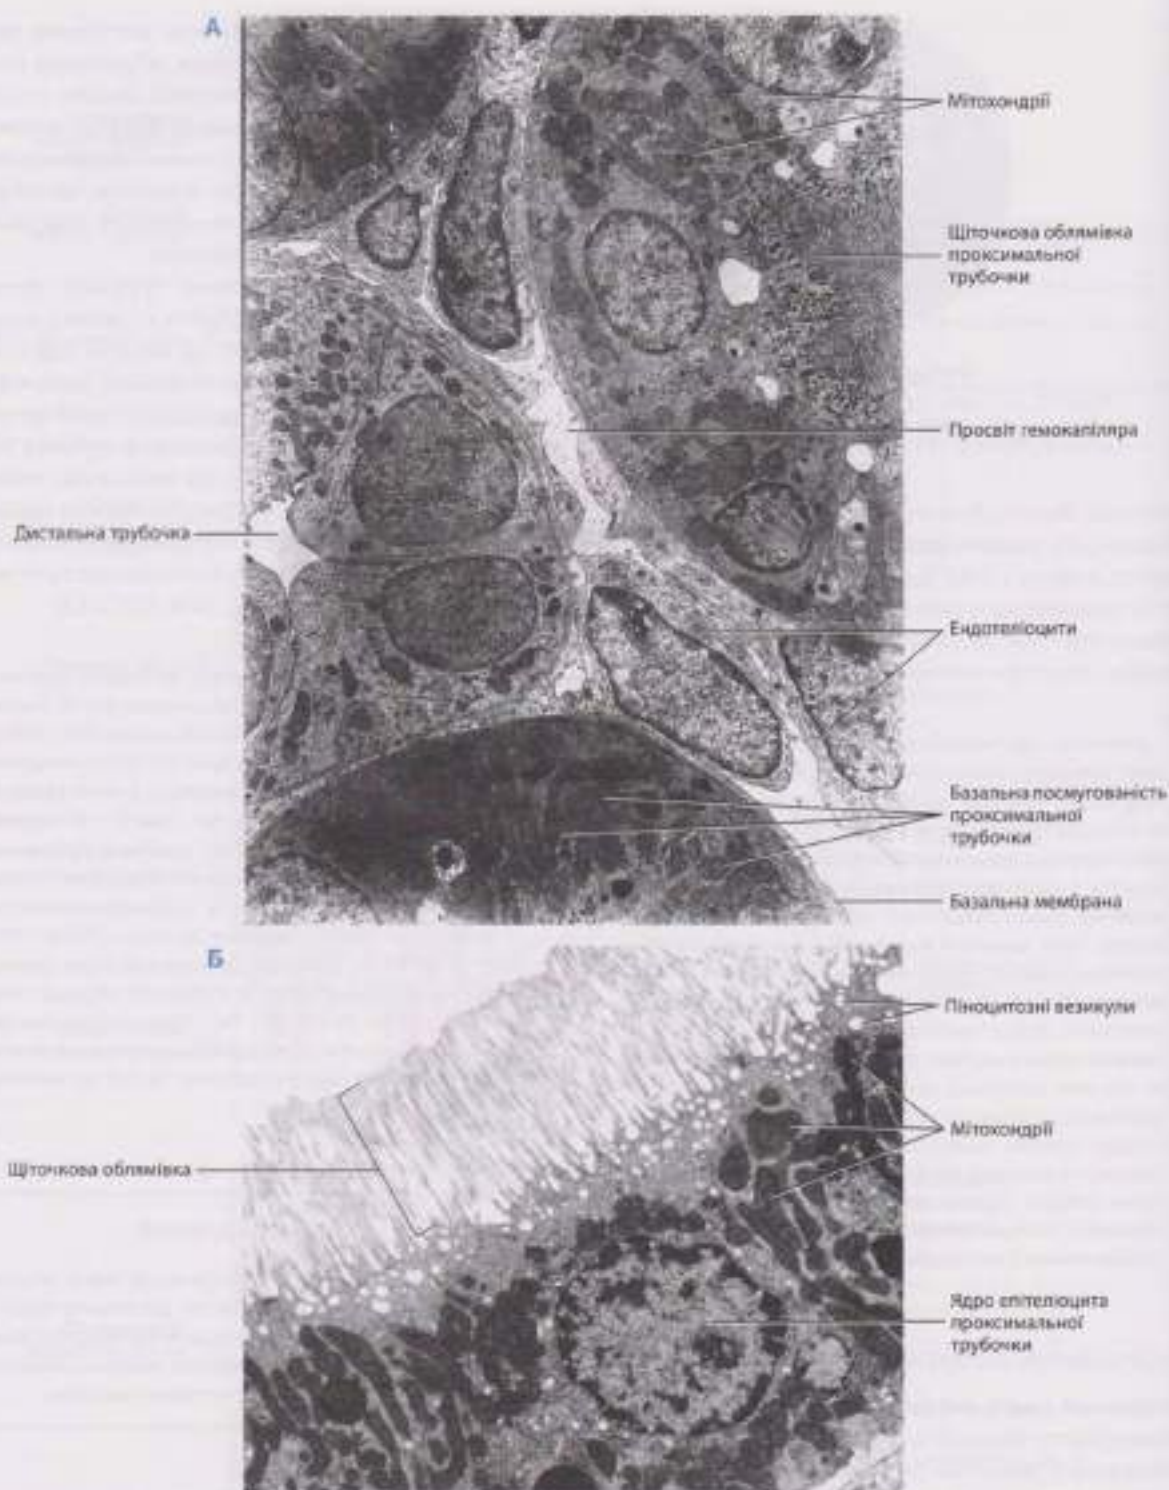 А
Мітохондрії
Щіточкова облямівка
проксимальної
трубочки
Просвіт гемокапіляра
Дистальна трубочка
Ендотеліоцити
Базальна посмугованість
проксимальної
трубочки
Базальна мембрана
Б
Піноцитозні везикули
Мітохондрії
Щіточкова облямівка
Ядро епітеліоцита
проксимальної
трубочки